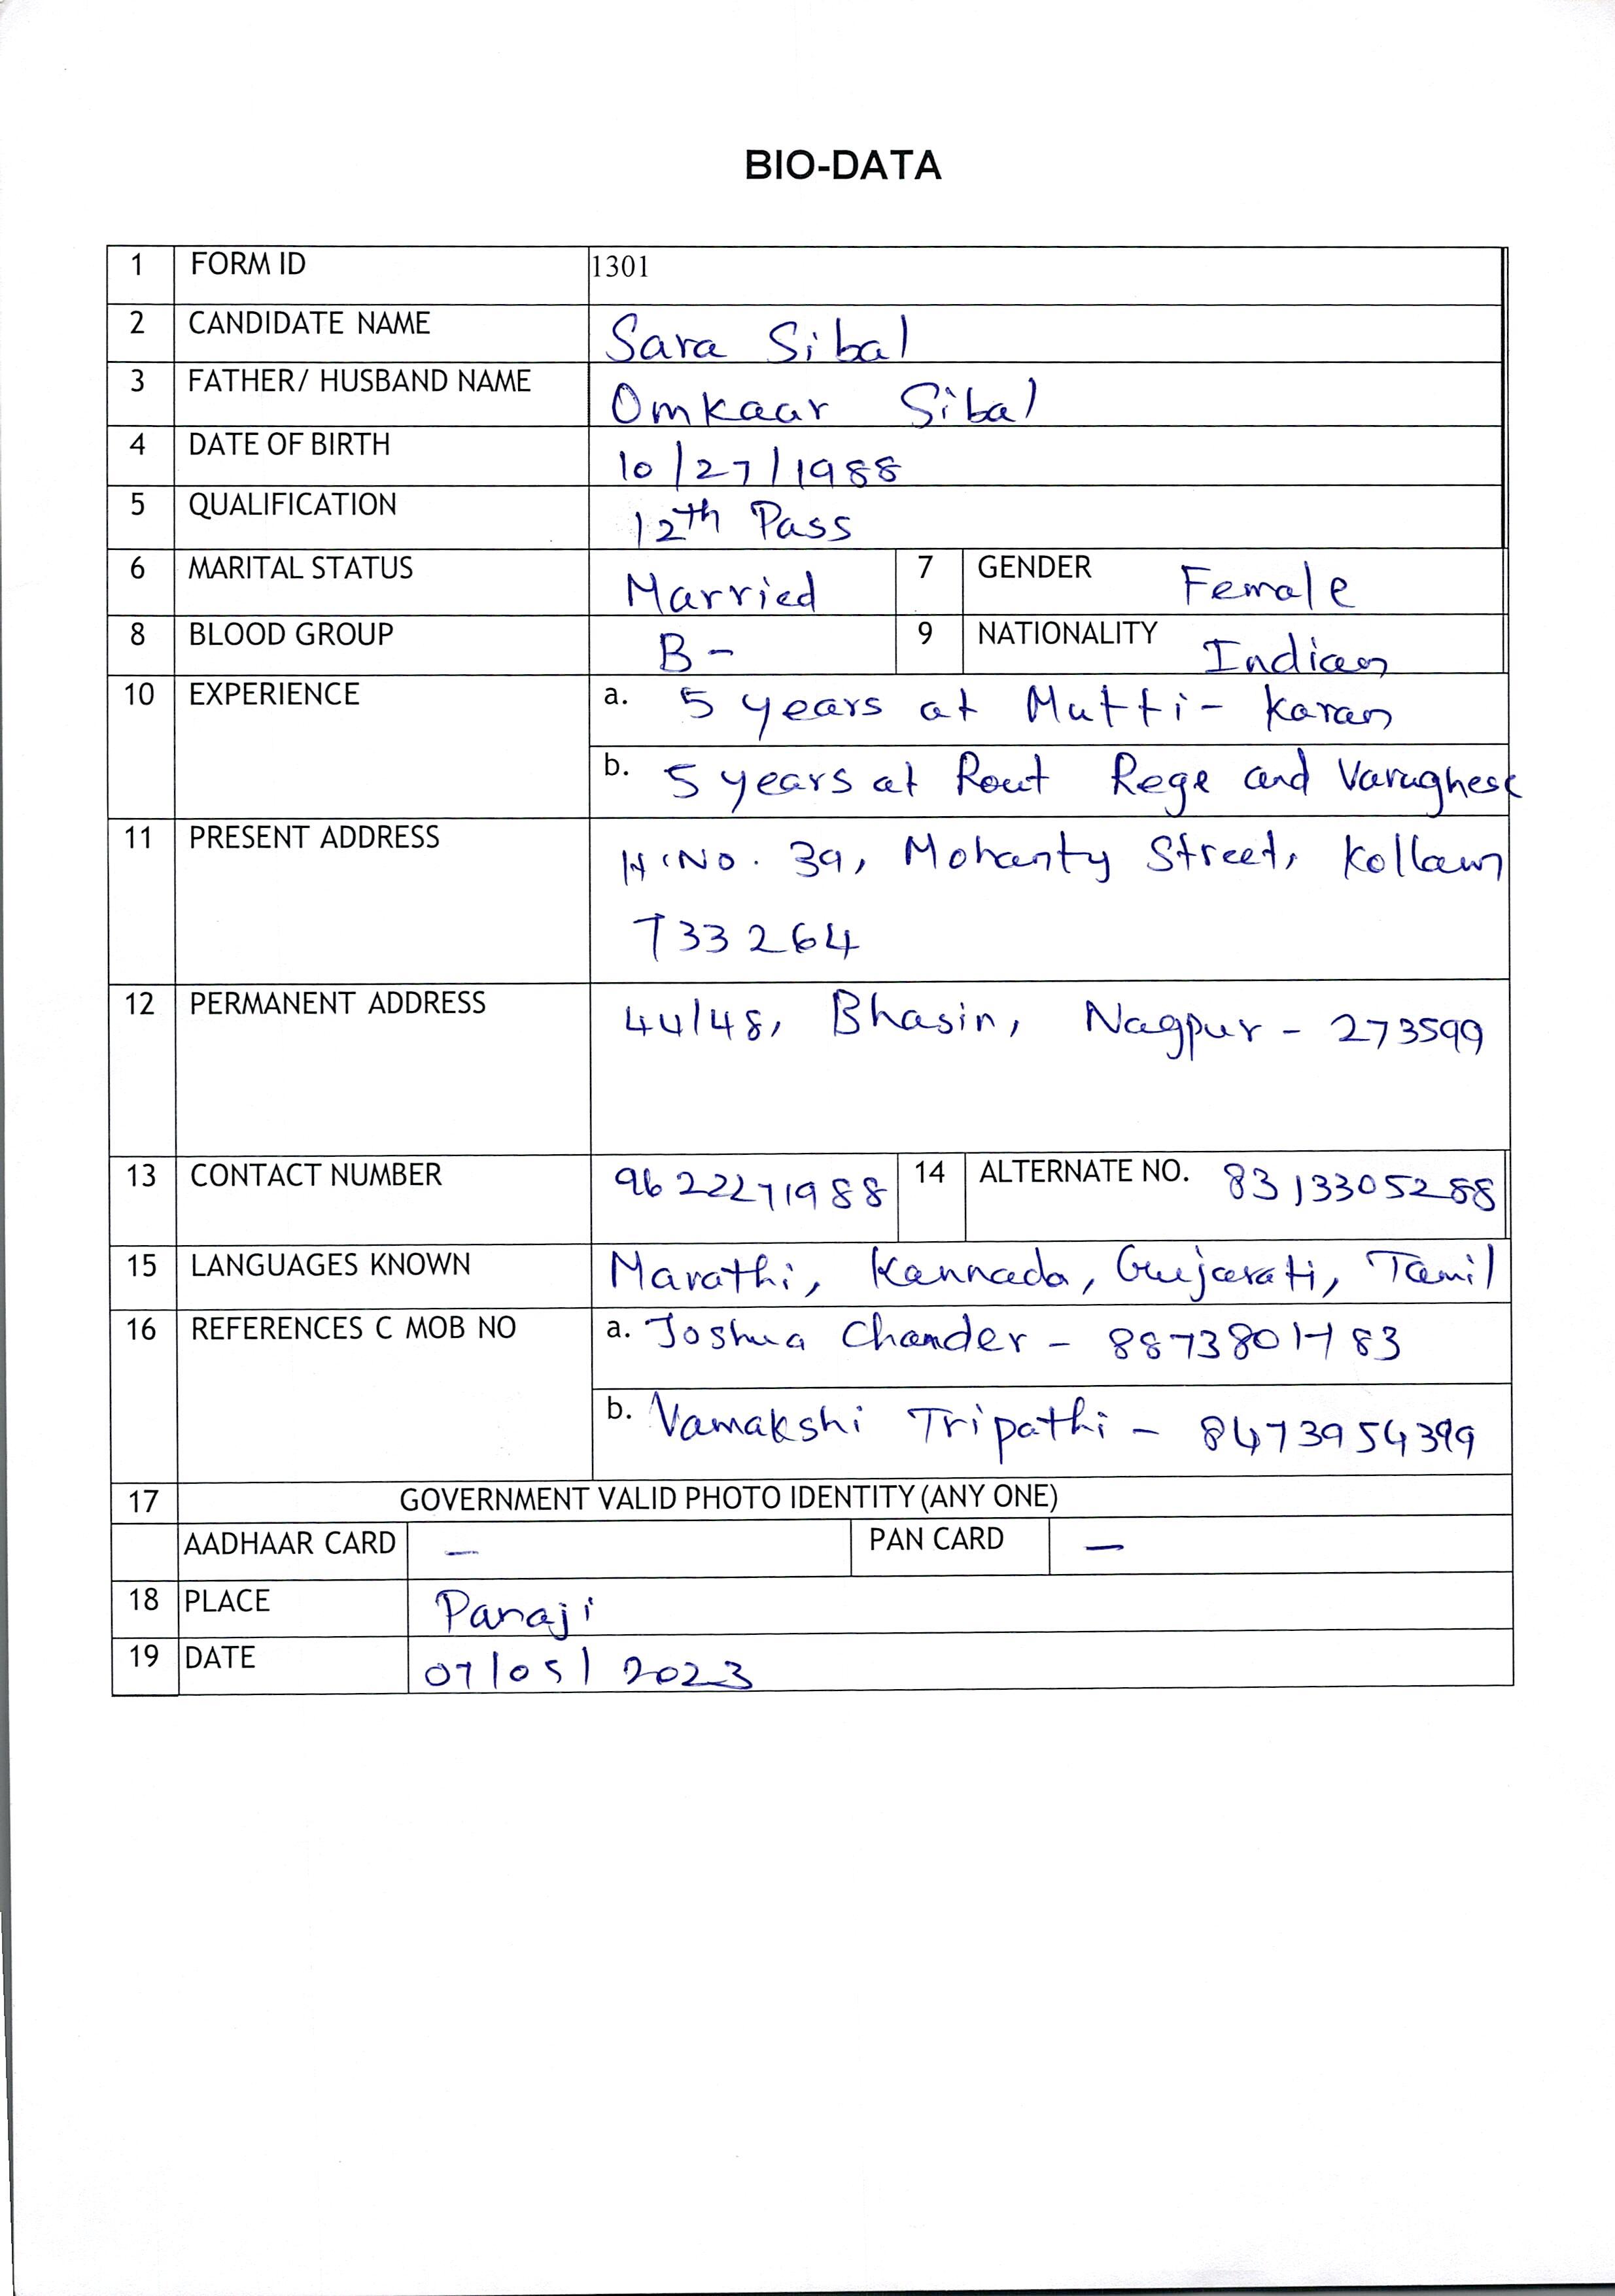 BIO-DATA
1 FORM ID 1301
2 CANDIDATE NAME Sara Sibal
3 FATHER/ HUSBAND NAME Omkaar Sibal
4 DATE OF BIRTH 10/27/1988
5 QUALIFICATION 12th Pass
6 MARITAL STATUS Married 7 GENDER Female
8 BLOOD GROUP B- 9 NATIONALITY Indian
10 EXPERIENCE a. 5 years at Mutti- Karan
b. 5 years at Rout Rege and Varughese
11 PRESENT ADDRESS H.No. 39, Mohanty Street, Kollam
733264
12 PERMANENT ADDRESS 44/48, Bhasin, Nagpur - 273599
13 CONTACT NUMBER 9622271988 14 ALTERNATE NO. 8313305288
15 LANGUAGES KNOWN Marathi, Kannada, Gujarati, Tamil
16 REFERENCES C MOB NO a. Joshua Chander -
b. Vamakshi Tripathi - 8473954399
17 GOVERNMENT VALID PHOTO IDENTITY (ANY ONE)
AADHAAR CARD - PAN CARD -
18 PLACE Panaji
19 DATE 07/05/2023